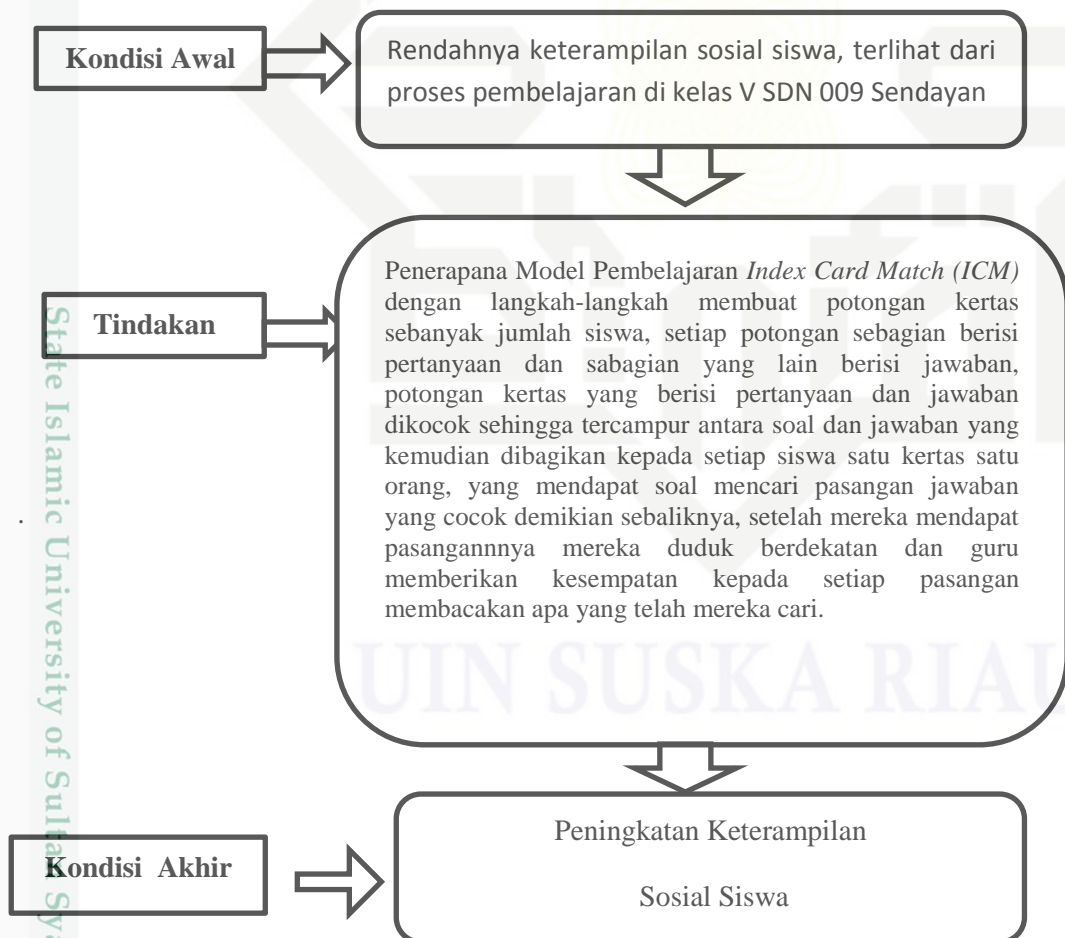 Kondisi Awal
Rendahnya keterampilan sosial siswa, terlihat dari
proses pembelajaran di kelas V SDN 009 Sendayan
Tindakan
Penerapana Model Pembelajaran Index Card Match (ICM)
dengan langkah-langkah membuat potongan kertas
sebanyak jumlah siswa, setiap potongan sebagian berisi
pertanyaan dan sabagian yang lain berisi jawaban,
potongan kertas yang berisi pertanyaan dan jawaban
dikocok sehingga tercampur antara soal dan jawaban yang
kemudian dibagikan kepada setiap siswa satu kertas satu
orang, yang mendapat soal mencari pasangan jawaban
yang cocok demikian sebaliknya, setelah mereka mendapat
pasangannnya mereka duduk berdekatan dan guru
memberikan kesempatan kepada setiap pasangan
membacakan apa yang telah mereka cari.
Kondisi Akhir
Peningkatan Keterampilan
Sosial Siswa
.
State Islamic University of Sultan
UIN SUSKA RIAU